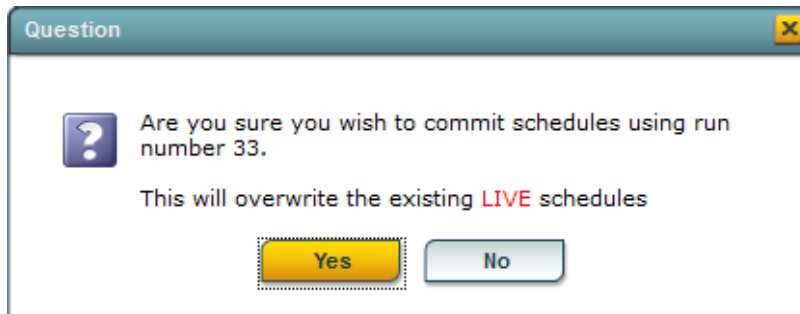 Question
Are you sure you wish to commit schedules using run
number 33.
This will overwrite the existing LIVE schedules
Yes
No